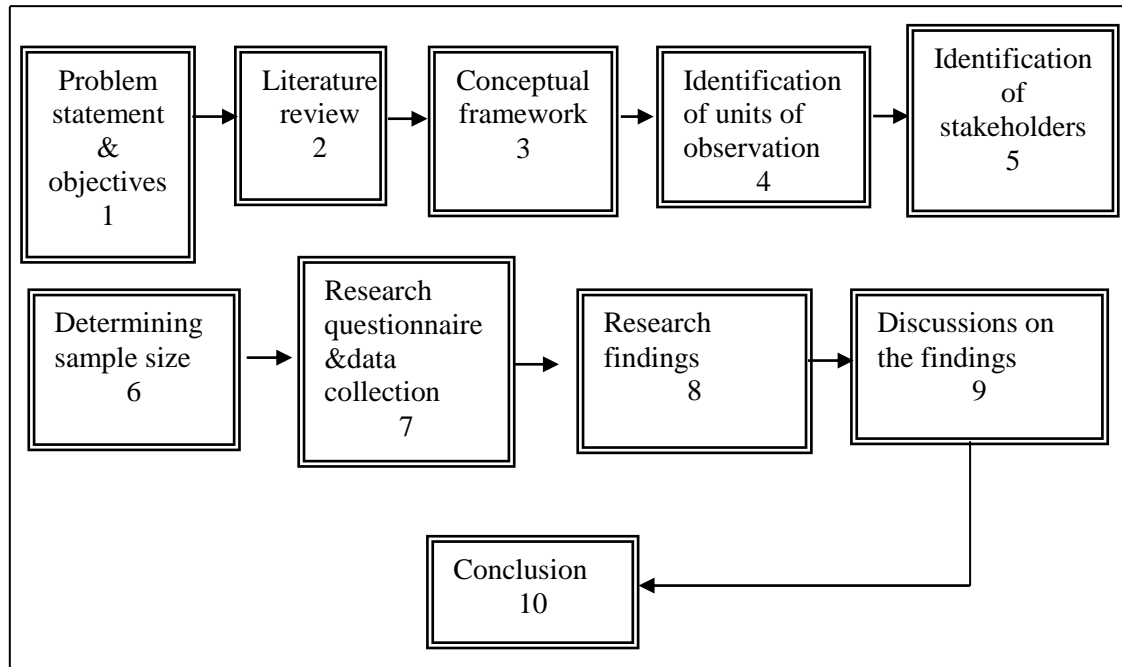 Problem
statement
&
objectives
1
Literature
review
2
Conceptual
framework
3
Identification
of units of
observation
4
Identification
of
stakeholders
5
Determining
sample size
6
Research
questionnaire
&data
collection
7
Research
findings
8
Discussions on
the findings
9
Conclusion
10